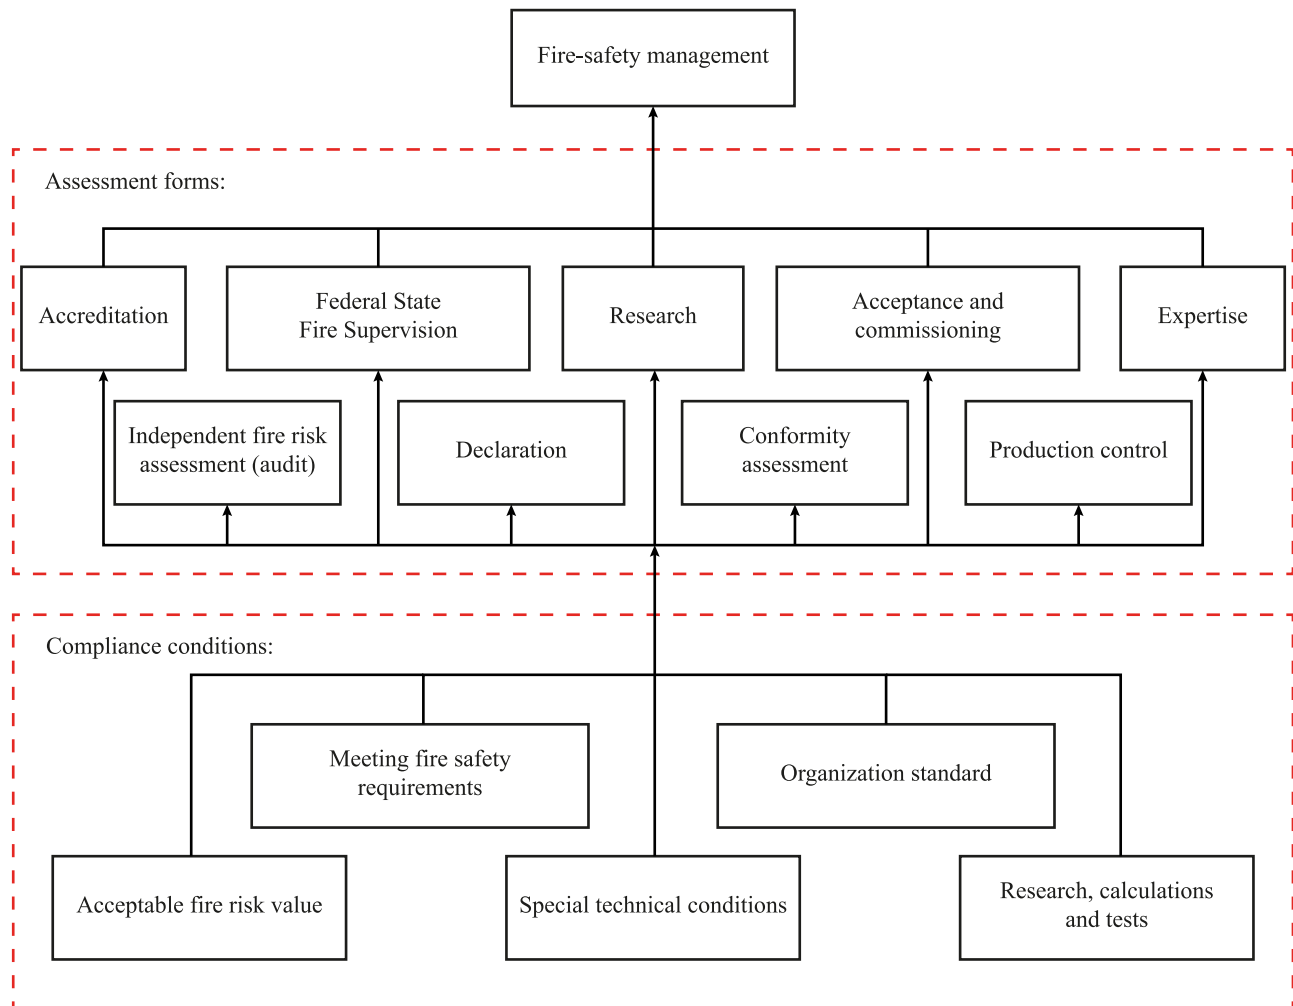 Fire-safety management
Assessment forms:
Accreditation
Federal State
Fire Supervision
Research
Acceptance and
commissioning
Expertise
Independent fire risk
assessment (audit)
Declaration
Conformity
assessment
Production control
Compliance conditions:
Meeting fire safety
requirements
Organization standard
Acceptable fire risk value
Special technical conditions
Research, calculations
and tests